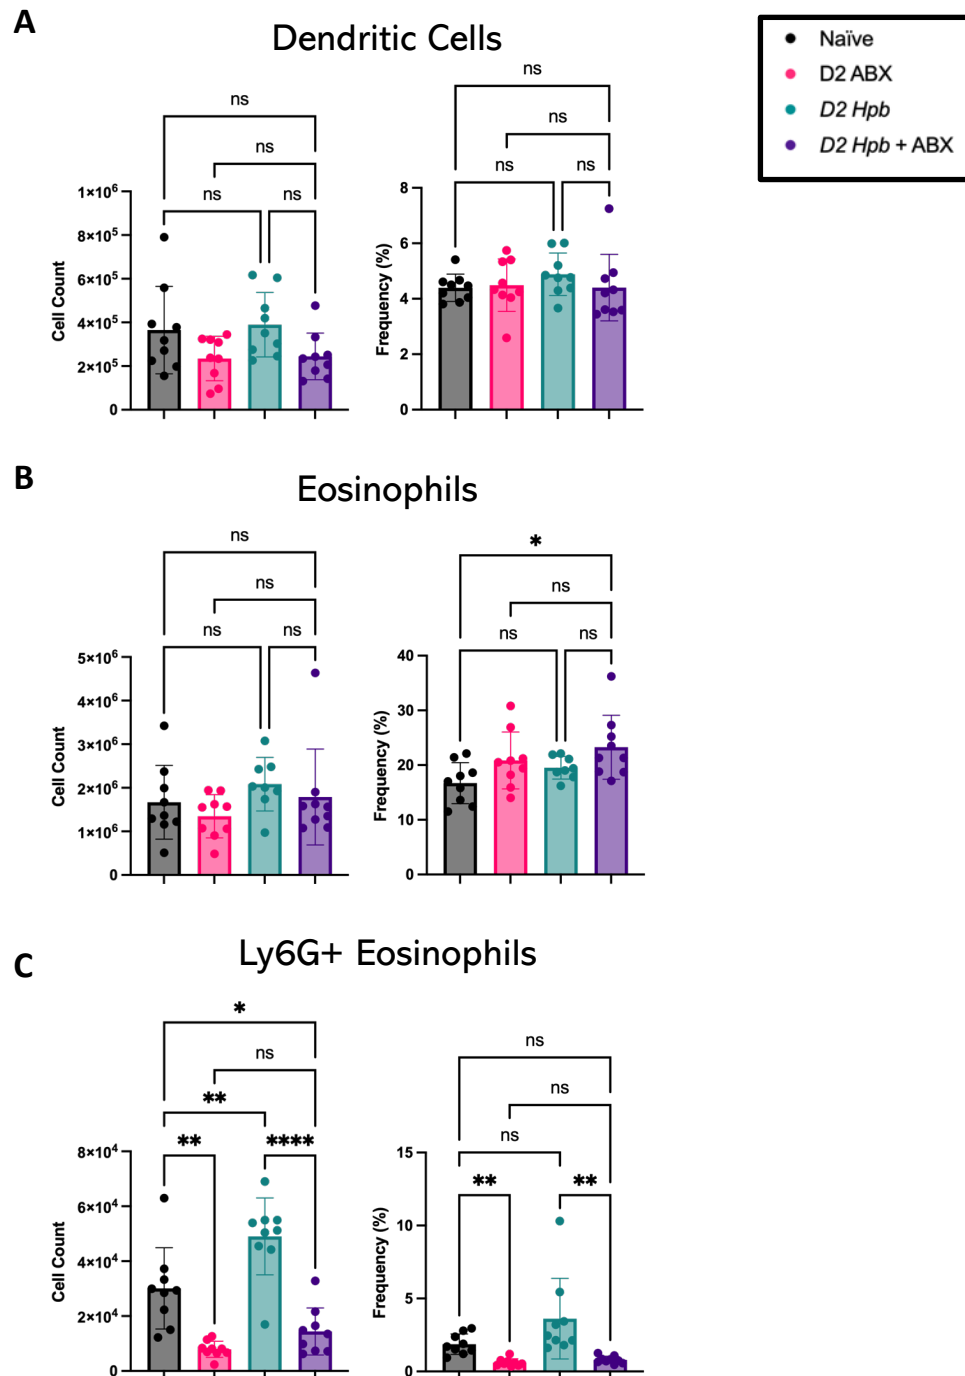 A
Dendritic Cells
Naïve
D2 ABX
D2 Hpb
D2 Hpb + ABX
ns
ns
ns
ns
Cell Count
1×10⁶
8×10⁵
6×10⁵
4×10⁵
2×10⁵
0
ns
ns
ns
ns
Frequency (%)
8
6
4
2
0
B
Eosinophils
ns
ns
ns
ns
Cell Count
5×10⁶
4×10⁶
3×10⁶
2×10⁶
1×10⁶
0
*
ns
ns
ns
Frequency (%)
40
30
20
10
0
C
Ly6G+ Eosinophils
*
ns
**
**
****
Cell Count
8×10⁴
6×10⁴
4×10⁴
2×10⁴
0
ns
ns
ns
**
**
Frequency (%)
15
10
5
0